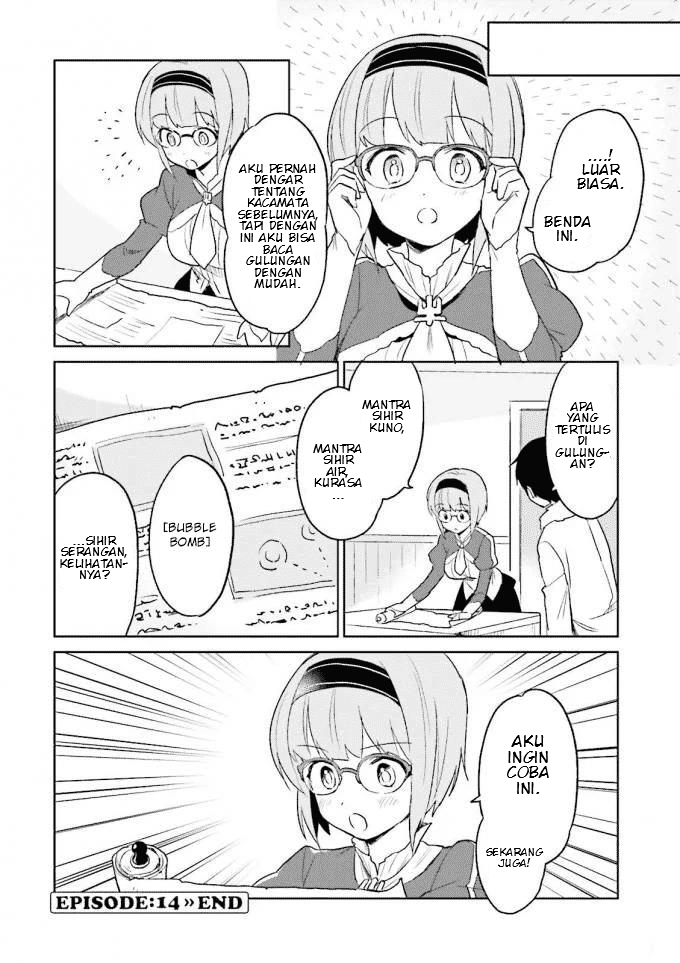 ....!
LUAR
BIASA.
BENDA
INI.
AKU PERNAH
DENGAR
TENTANG
KACAMATA
SEBELUMNYA,
TAPI DENGAN
INI AKU BISA
BACA
GULUNGAN
DENGAN
MUDAH.
APA
YANG
TERTULIS
DI
GULUNG-
AN?
MANTRA
SIHIR
KUNO,
MANTRA
SIHIR
AIR,
KURASA
...
[BUBBLE
BOMB]
...SIHIR
SERANGAN,
KELIHATAN-
NYA?
AKU
INGIN
COBA
INI.
SEKARANG
JUGA!
EPISODE:14 » END